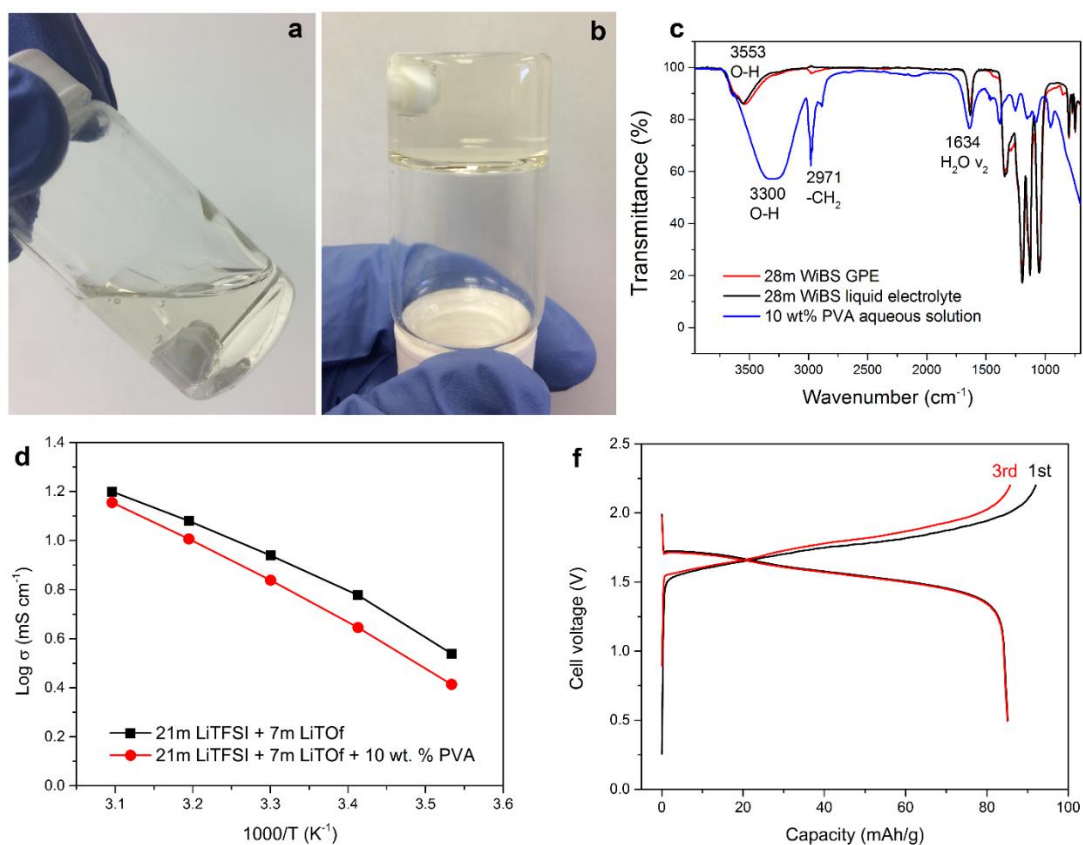 a
b
c
3553
O-H
3300
O-H
2971
-CH2
1634
H2O v2
28m WiBS GPE
28m WiBS liquid electrolyte
10 wt% PVA aqueous solution
Transmittance (%)
100
80
60
40
20
0
3500 3000 2500 2000 1500 1000
Wavenumber (cm-1)
d
Log σ (mS cm-1)
1.4
1.2
1.0
0.8
0.6
0.4
0.2
0.0
21m LiTFSI + 7m LiTOf
21m LiTFSI + 7m LiTOf + 10 wt. % PVA
3.1 3.2 3.3 3.4 3.5 3.6
1000/T (K-1)
f
3rd 1st
Cell voltage (V)
2.5
2.0
1.5
1.0
0.5
0.0
0 20 40 60 80 100
Capacity (mAh/g)